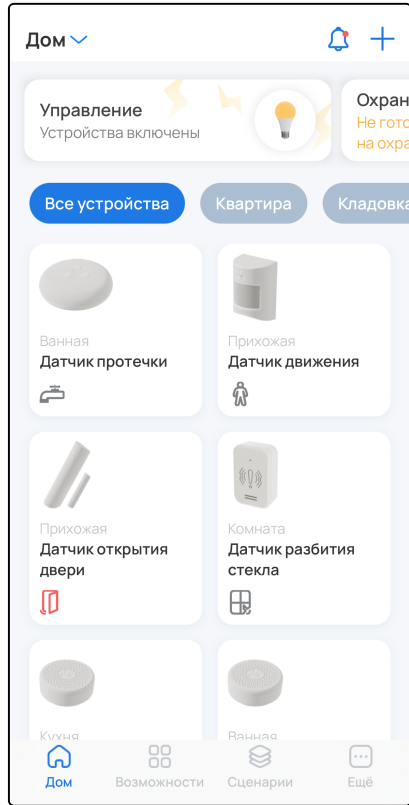 Дом
Управление
Устройства включены
Охран
Не гото
на охра
Все устройства
Квартира
Кладовка
Ванная
Датчик протечки
Прихожая
Датчик движения
Прихожая
Датчик открытия
двери
Комната
Датчик разбития
стекла
Кухня
Ванная
Дом
Возможности
Сценарии
Ещё